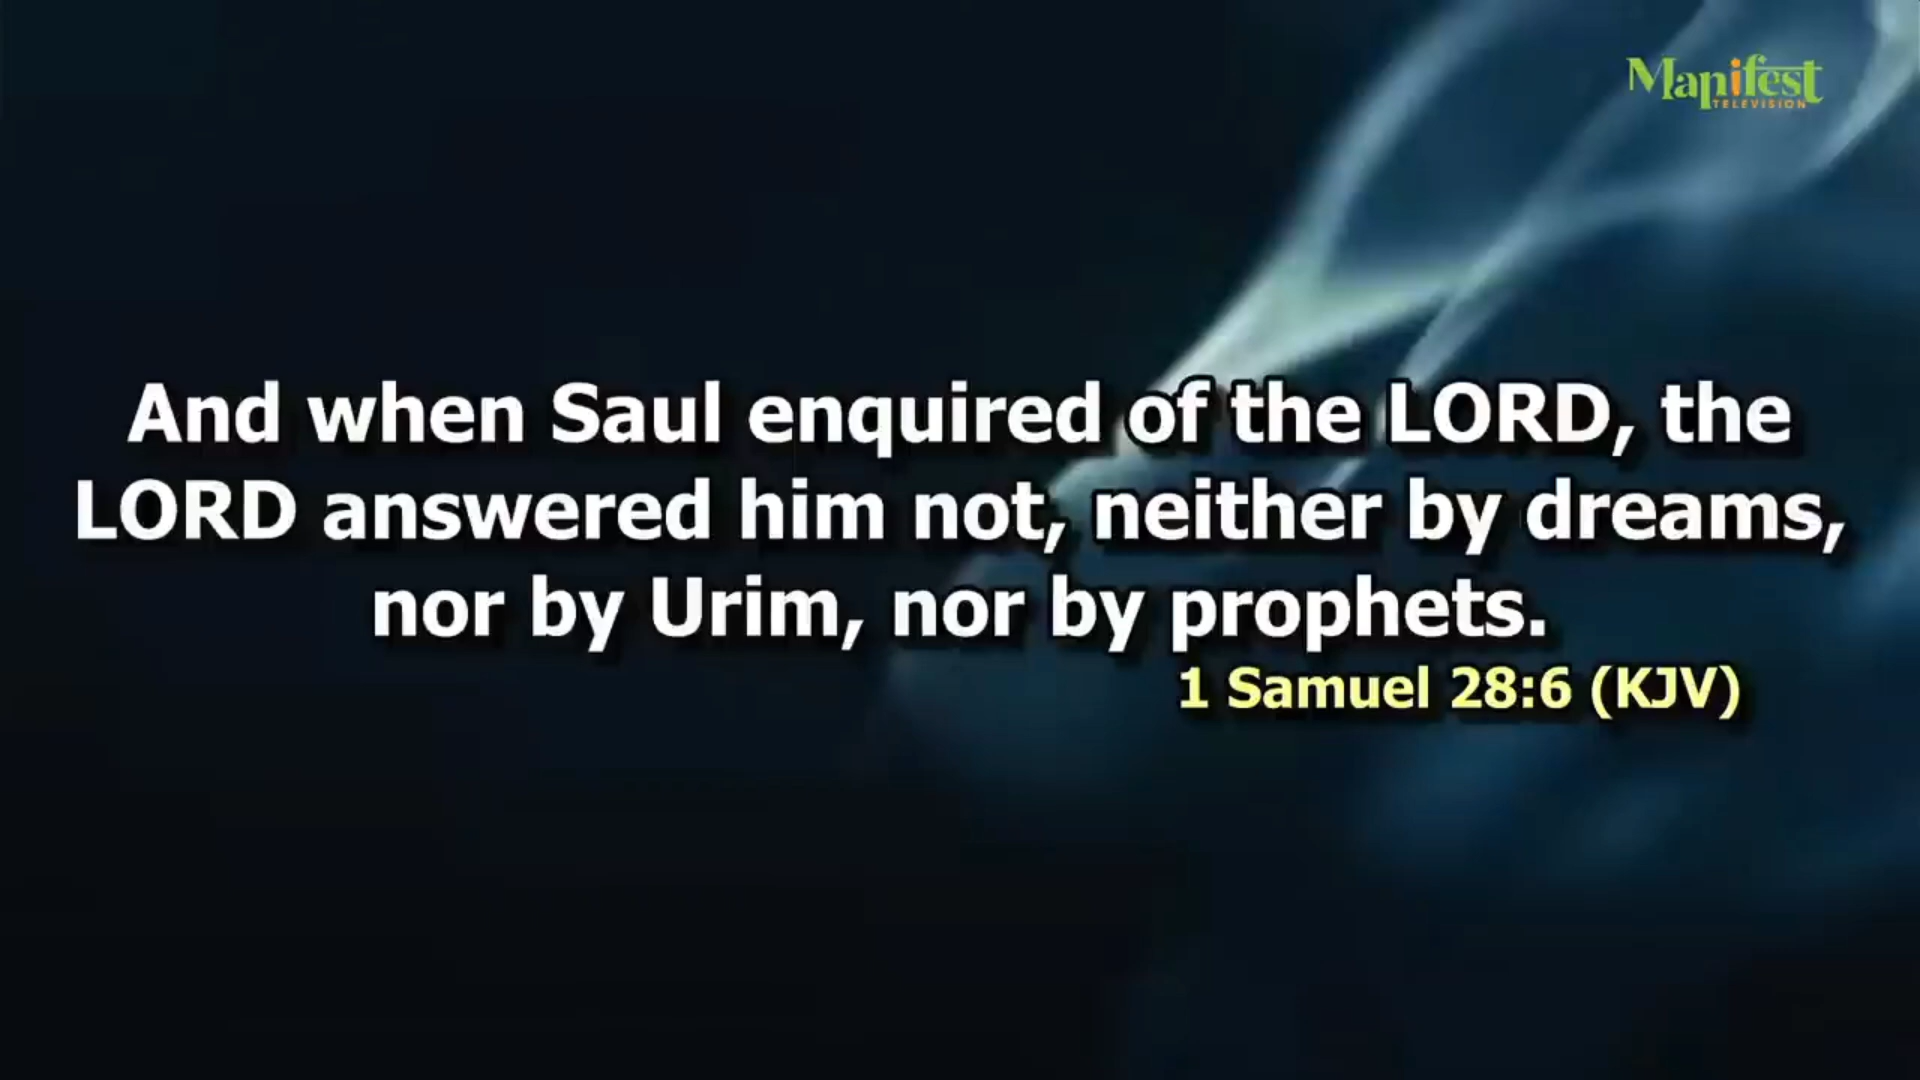 Manifest
TELEVISION
And when Saul enquired of the LORD, the
LORD answered him not, neither by dreams,
nor by Urim, nor by prophets.
1 Samuel 28:6 (KJV)